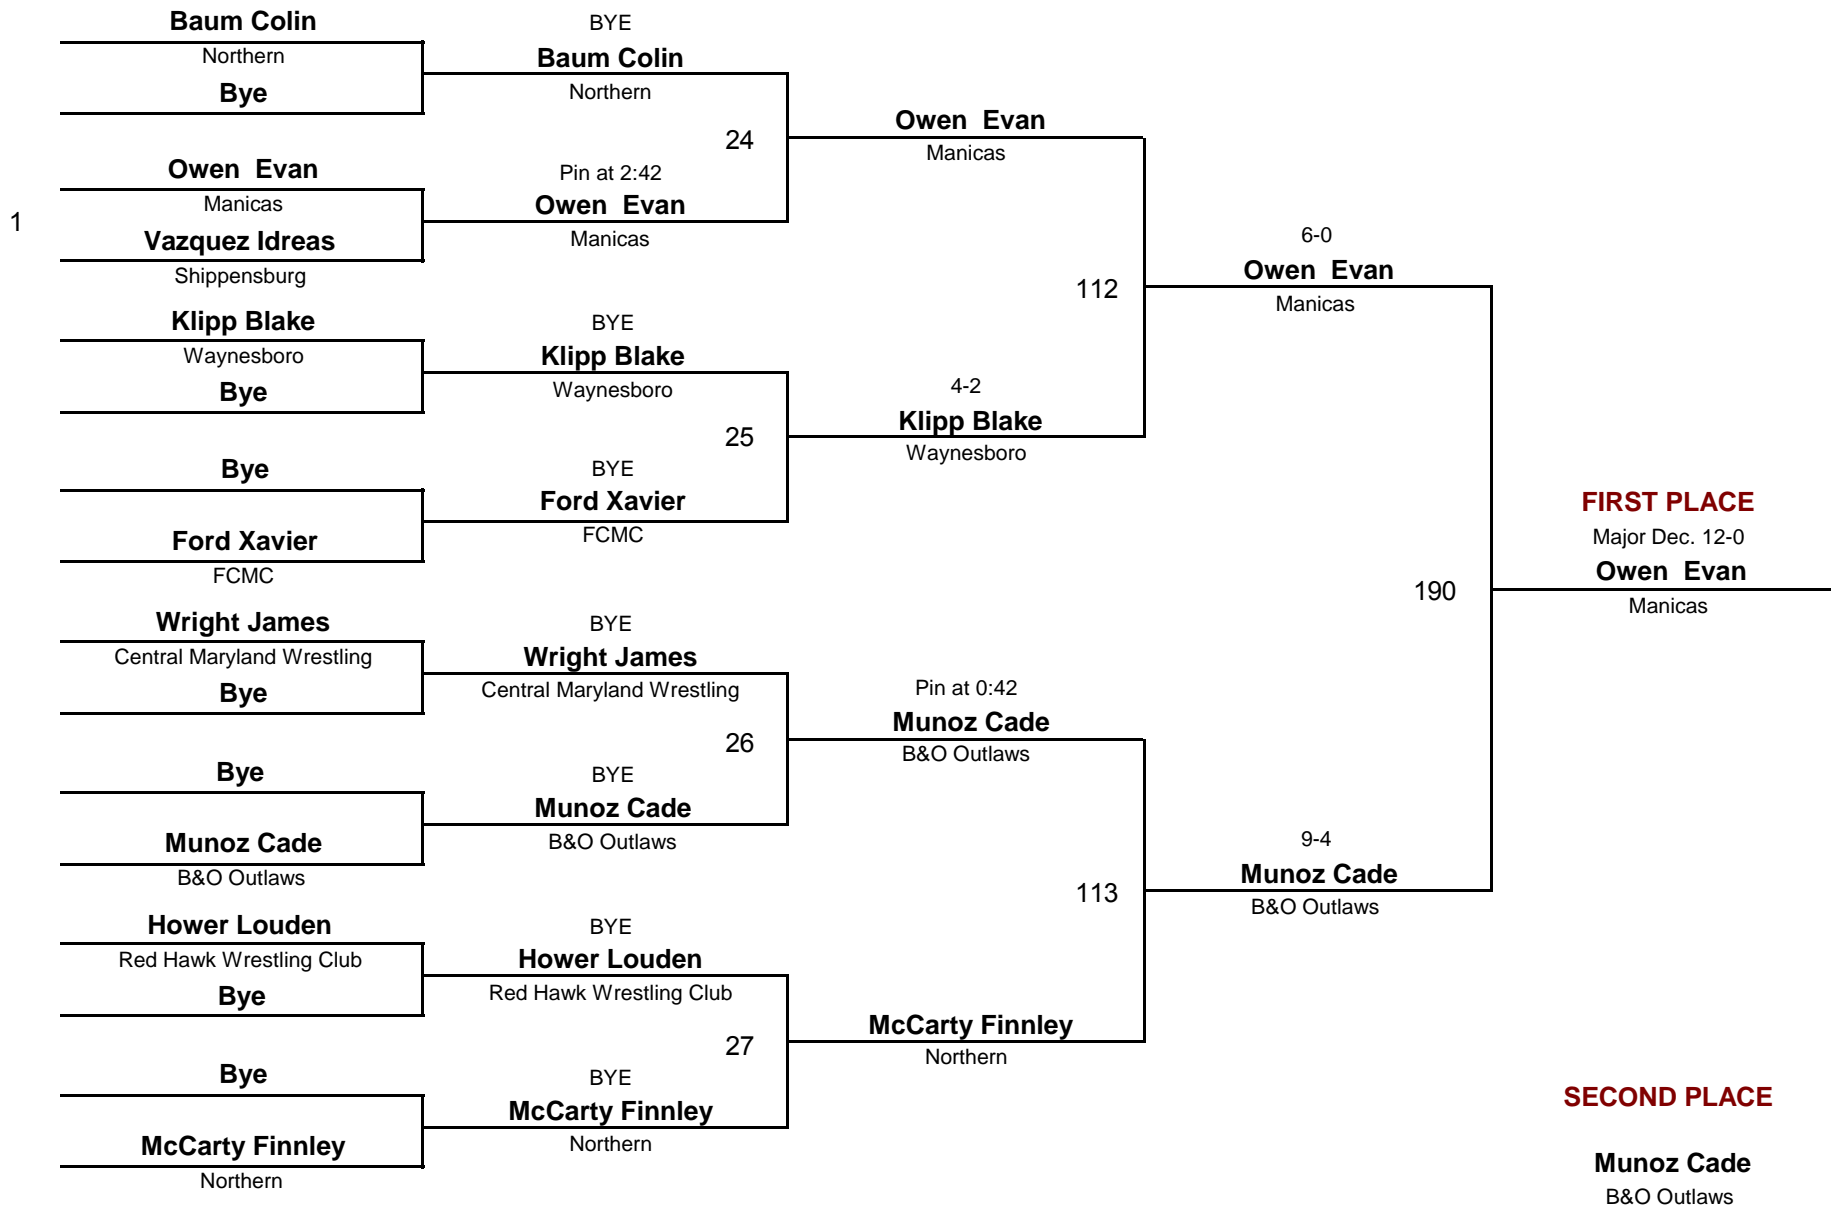 Baum Colin
Northern
Bye
1
Owen  Evan
Manicas
Vazquez Idreas
Shippensburg
Klipp Blake
Waynesboro
Bye
Bye
Ford Xavier
FCMC
Wright James
Central Maryland Wrestling
Bye
Bye
Munoz Cade
B&O Outlaws
Hower Louden
Red Hawk Wrestling Club
Bye
Bye
McCarty Finnley
Northern
BYE
Baum Colin
Northern
24
Pin at 2:42
Owen  Evan
Manicas
BYE
Klipp Blake
Waynesboro
25
BYE
Ford Xavier
FCMC
BYE
Wright James
Central Maryland Wrestling
26
BYE
Munoz Cade
B&O Outlaws
BYE
Hower Louden
Red Hawk Wrestling Club
27
BYE
McCarty Finnley
Northern
Owen  Evan
Manicas
112
4-2
Klipp Blake
Waynesboro
Pin at 0:42
Munoz Cade
B&O Outlaws
113
McCarty Finnley
Northern
6-0
Owen  Evan
Manicas
190
9-4
Munoz Cade
B&O Outlaws
FIRST PLACE
Major Dec. 12-0
Owen  Evan
Manicas
SECOND PLACE
Munoz Cade
B&O Outlaws